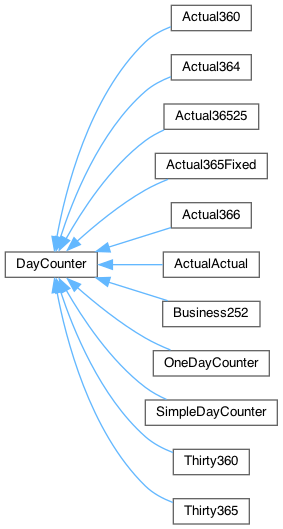 Actual360
Actual364
Actual36525
Actual365Fixed
Actual366
DayCounter
ActualActual
Business252
OneDayCounter
SimpleDayCounter
Thirty360
Thirty365